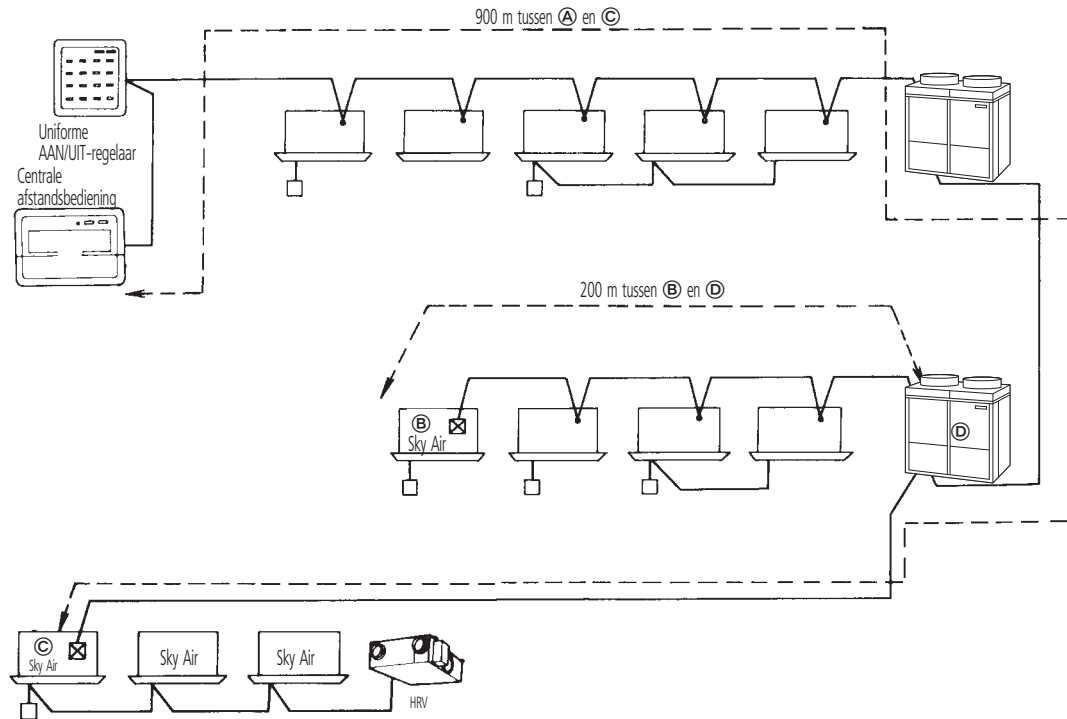 900 m tussen Ⓐ en Ⓒ
Uniforme
AAN/UIT-regelaar
Centrale
afstandsbediening
200 m tussen Ⓑ en Ⓓ
Ⓑ
Sky Air
Ⓓ
Ⓒ
Sky Air
Sky Air
Sky Air
HRV